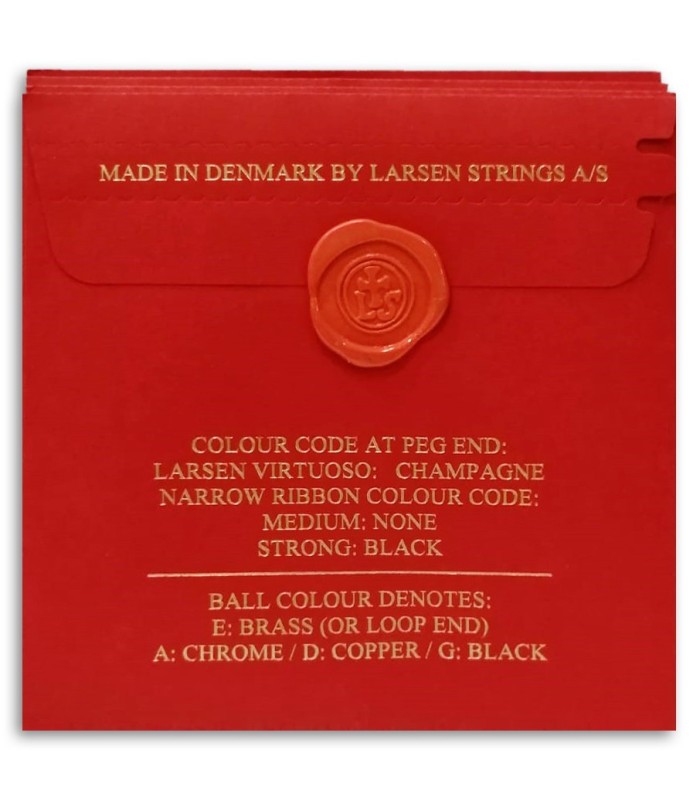 MADE IN DENMARK BY LARSEN STRINGS A/S
LS
COLOUR CODE AT PEG END:
LARSEN VIRTUOSO: CHAMPAGNE
NARROW RIBBON COLOUR CODE:
MEDIUM: NONE
STRONG: BLACK
BALL COLOUR DENOTES:
E: BRASS (OR LOOP END)
A: CHROME / D: COPPER / G: BLACK